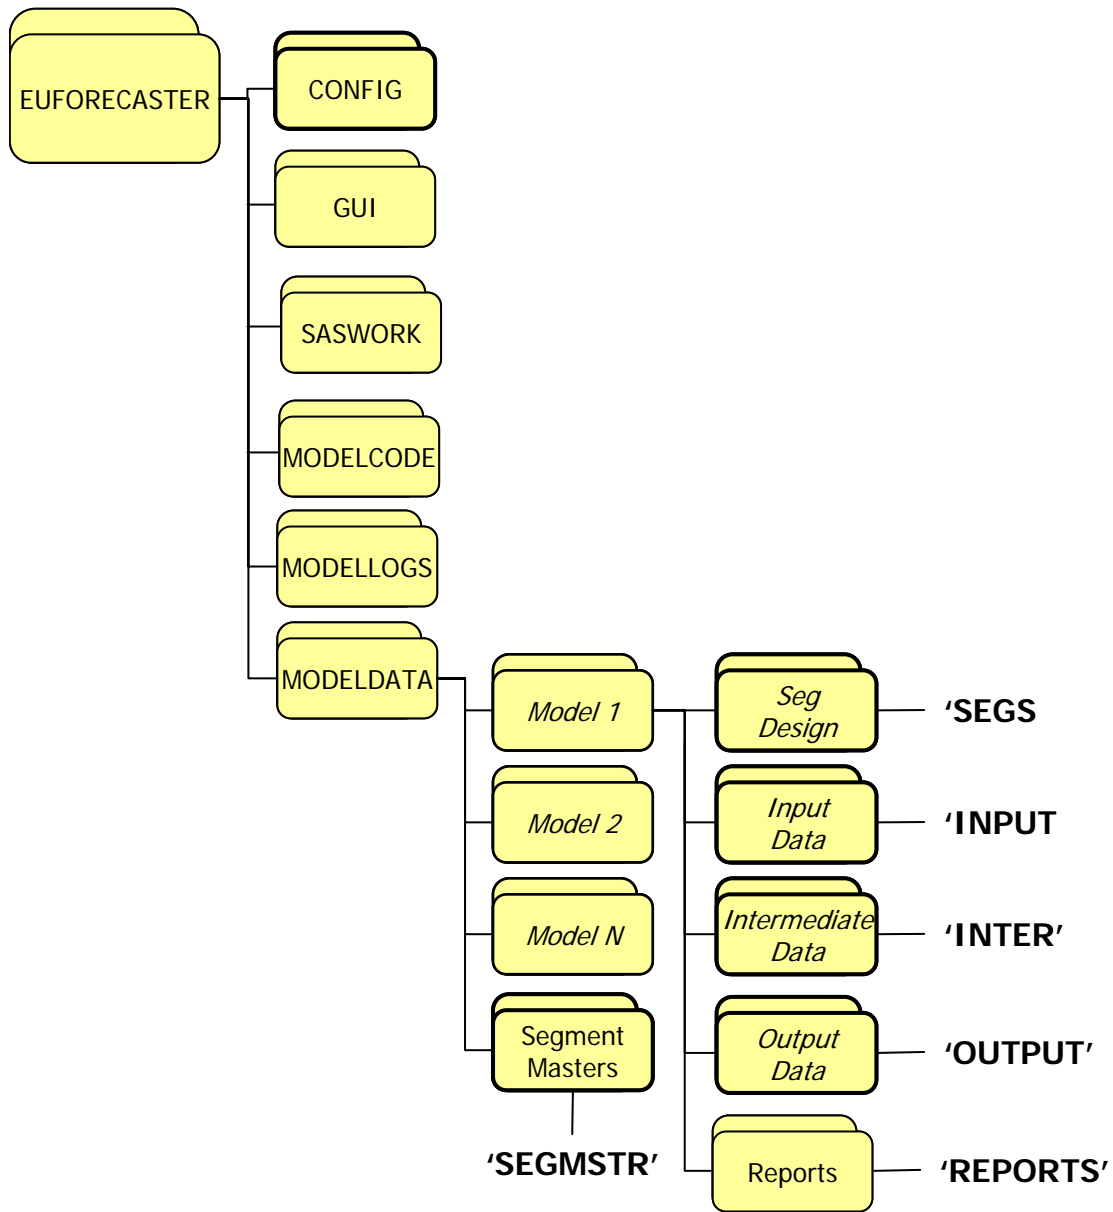 EUFORECASTER
CONFIG
GUI
SASWORK
MODELCODE
MODELLOGS
MODELDATA
Model 1
Model 2
Model N
Segment
Masters
‘SEGMSTR’
Seg
Design
‘SEGS
Input
Data
‘INPUT
Intermediate
Data
‘INTER’
Output
Data
‘OUTPUT’
Reports
‘REPORTS’